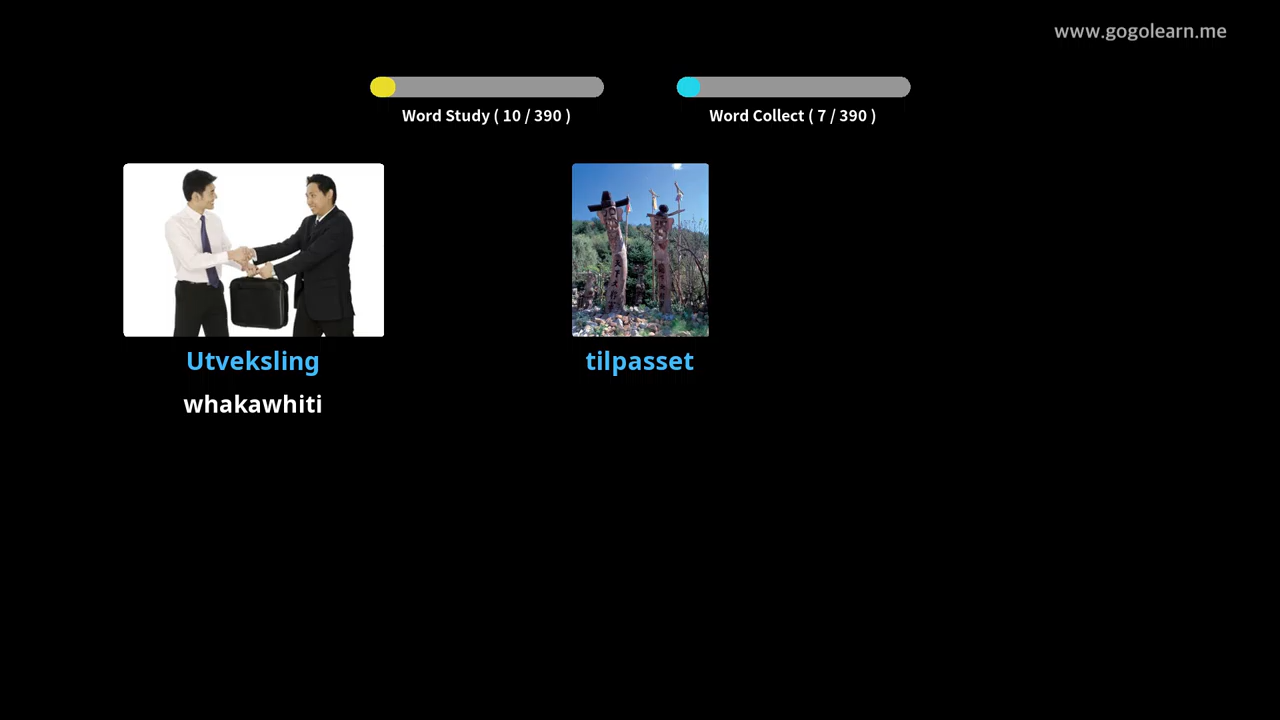 www.gogolearn.me
Word Study ( 10 / 390 )
Word Collect ( 7 / 390 )
Utveksling
tilpasset
whakawhiti